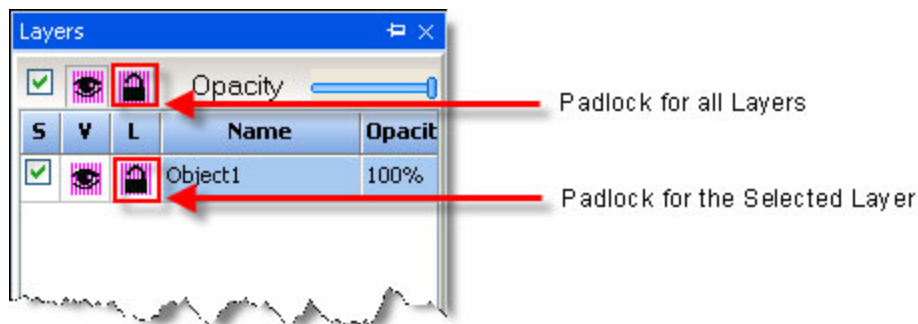 Layers
Opacity
Padlock for all Layers
S V L Name Opacit
Object1 100%
Padlock for the Selected Layer